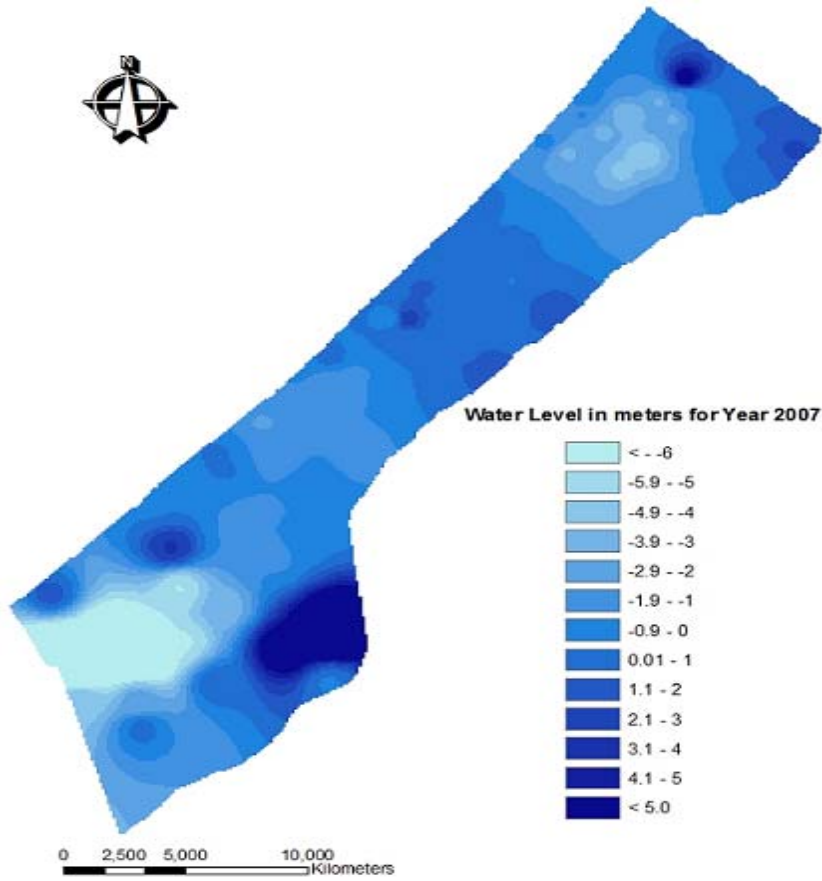 N
Water Level in meters for Year 2007
< - -6
-5.9 - -5
-4.9 - -4
-3.9 - -3
-2.9 - -2
-1.9 - -1
-0.9 - 0
0.01 - 1
1.1 - 2
2.1 - 3
3.1 - 4
4.1 - 5
< 5.0
0 2,500 5,000 10,000
Kilometers